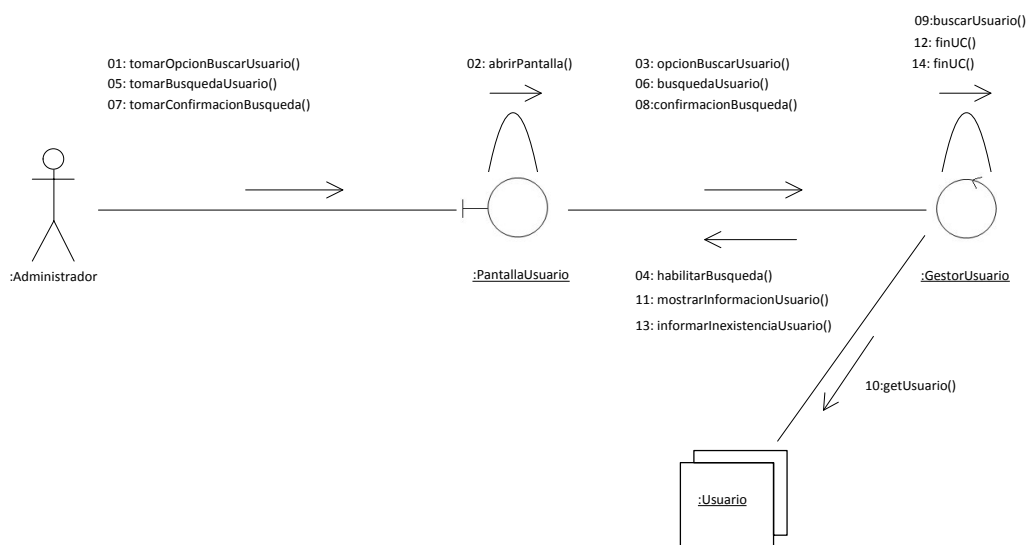 01: tomarOpcionBuscarUsuario()
05: tomarBusquedaUsuario()
07: tomarConfirmacionBusqueda()
02: abrirPantalla()
03: opcionBuscarUsuario()
06: busquedaUsuario()
08:confirmacionBusqueda()
09:buscarUsuario()
12: finUC()
14: finUC()
:Administrador
:PantallaUsuario
04: habilitarBusqueda()
11: mostrarInformacionUsuario()
13: informarInexistenciaUsuario()
:GestorUsuario
10:getUsuario()
:Usuario